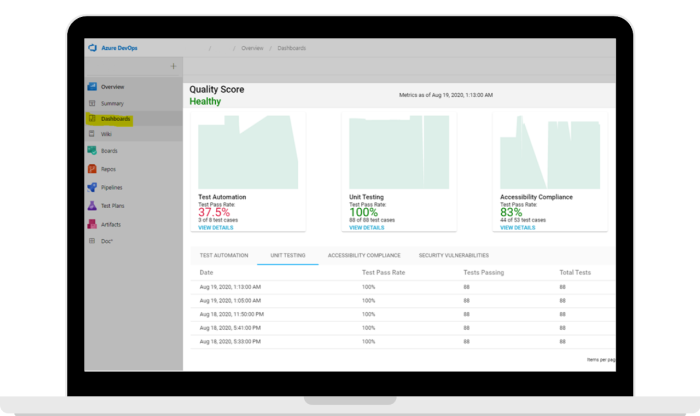 Azure DevOps
/ / Overview / Dashboards
+
Overview
Summary
Dashboards
Wiki
Boards
Repos
Pipelines
Test Plans
Artifacts
Doc*
Quality Score
Healthy
Metrics as of Aug 19, 2020, 1:13:00 AM
Test Automation
Test Pass Rate:
37.5%
3 of 8 test cases
VIEW DETAILS
Unit Testing
Test Pass Rate:
100%
88 of 88 test cases
VIEW DETAILS
Accessibility Compliance
Test Pass Rate:
83%
44 of 53 test cases
VIEW DETAILS
TEST AUTOMATION UNIT TESTING ACCESSIBILITY COMPLIANCE SECURITY VULNERABILITIES
Date Test Pass Rate Tests Passing Total Tests
Aug 19, 2020, 1:13:00 AM 100% 88 88
Aug 19, 2020, 1:05:00 AM 100% 88 88
Aug 18, 2020, 11:50:00 PM 100% 88 88
Aug 18, 2020, 5:41:00 PM 100% 88 88
Aug 18, 2020, 5:33:00 PM 100% 88 88
Items per pag